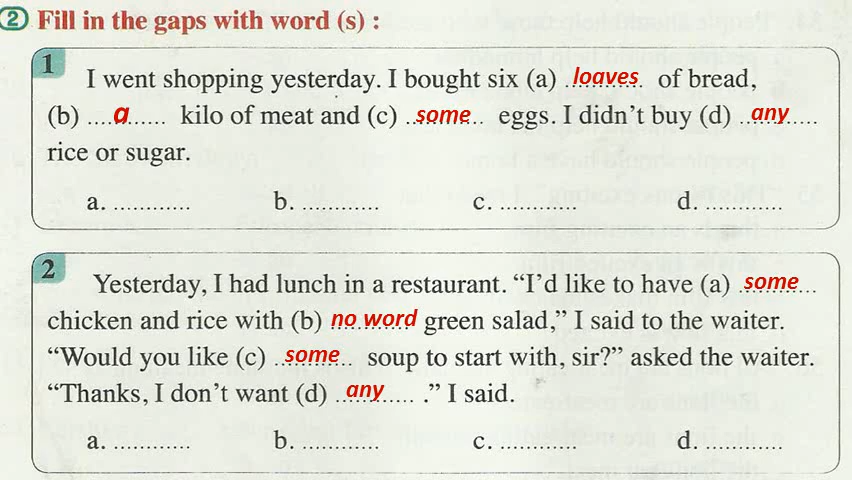 2 Fill in the gaps with word (s) :
1
I went shopping yesterday. I bought six (a) loaves of bread,
(b) ....a...... kilo of meat and (c) ..some.. eggs. I didn't buy (d) ..any....
rice or sugar.
a. ............ b. ............ c. ............ d. ............
2
Yesterday, I had lunch in a restaurant. “I'd like to have (a) some...
chicken and rice with (b) no word green salad,” I said to the waiter.
“Would you like (c) some soup to start with, sir?” asked the waiter.
“Thanks, I don't want (d) ..any..... .” I said.
a. ............ b. ............ c. ............ d. ............